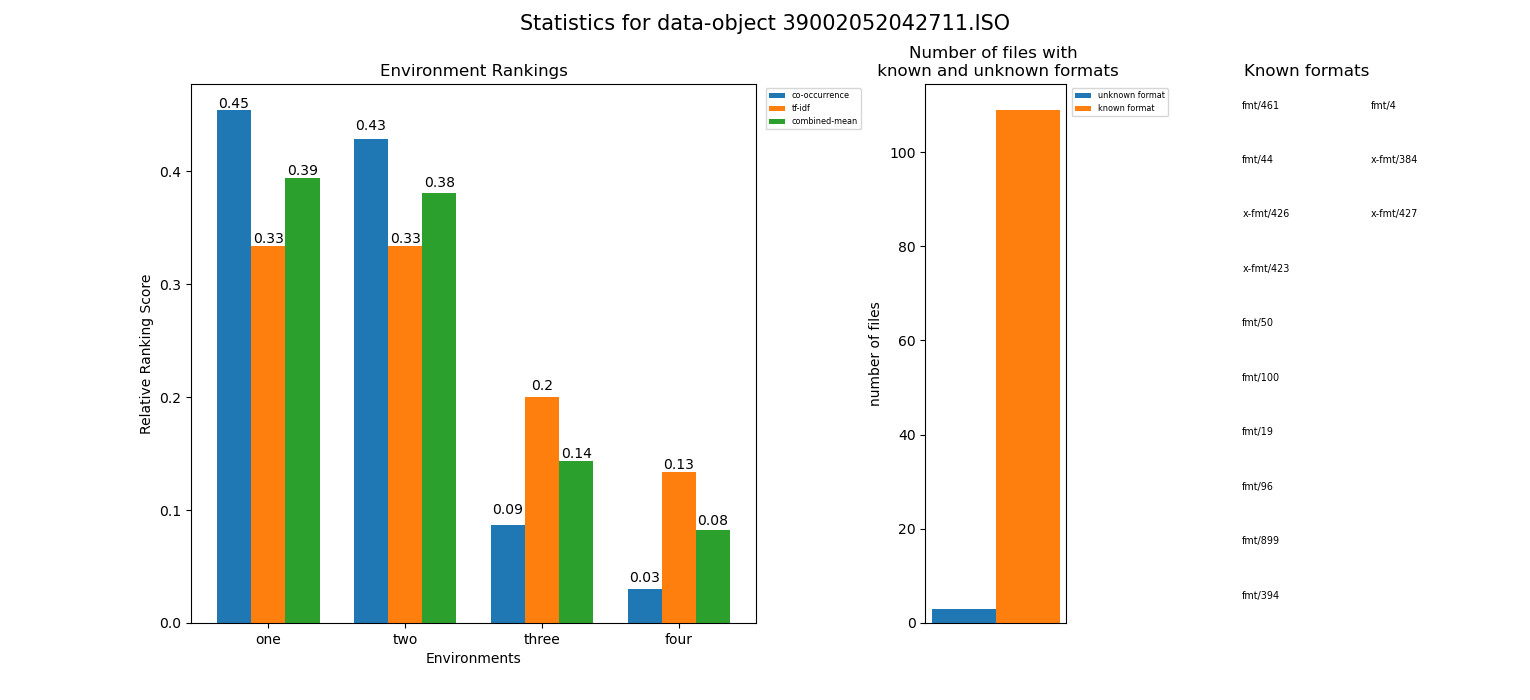 Statistics for data-object 39002052042711.ISO
Environment Rankings
co-occurrence
tf-idf
combined-mean
0.45
0.33
0.39
0.43
0.33
0.38
0.09
0.2
0.14
0.03
0.13
0.08
Relative Ranking Score
0.4
0.3
0.2
0.1
0.0
one two three four
Environments
Number of files with
known and unknown formats
unknown format
known format
number of files
100
80
60
40
20
0
Known formats
fmt/461 fmt/4
fmt/44 x-fmt/384
x-fmt/426 x-fmt/427
x-fmt/423
fmt/50
fmt/100
fmt/19
fmt/96
fmt/899
fmt/394